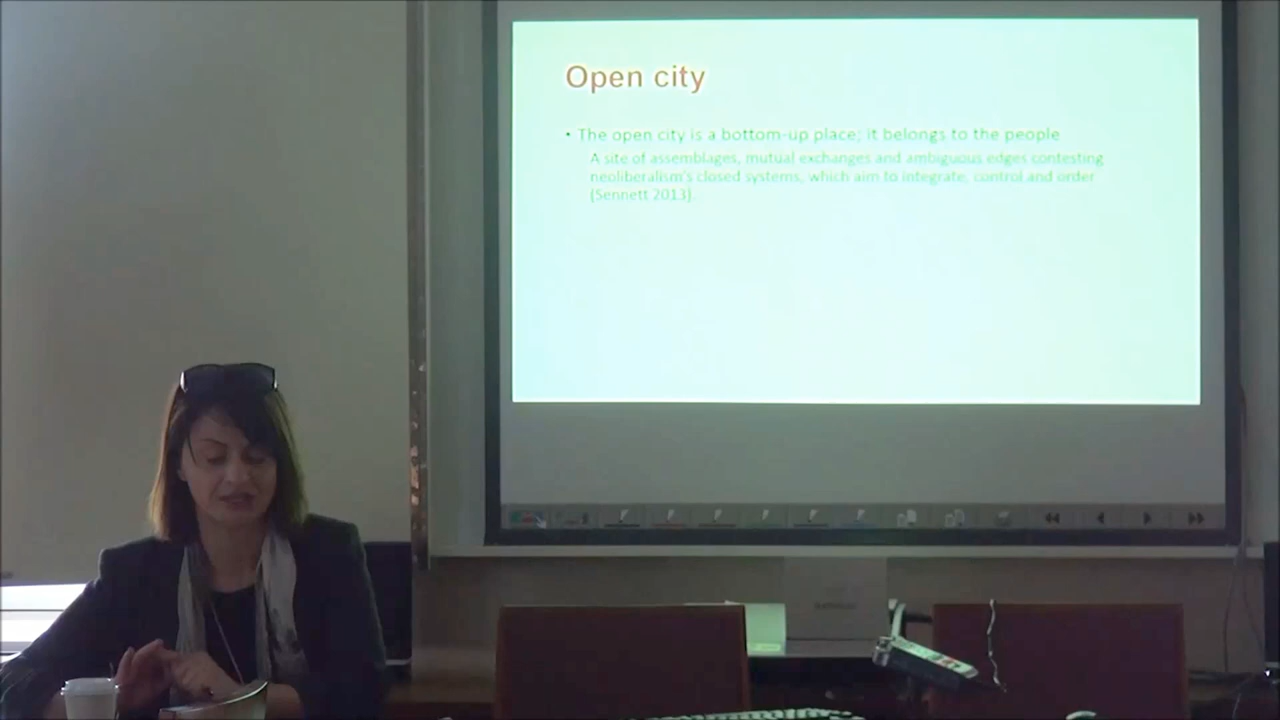 Open city
• The open city is a bottom-up place; it belongs to the people
A site of assemblages, mutual exchanges and ambiguous edges contesting
neoliberalism's closed systems, which aim to integrate, control and order
(Sennett 2013).